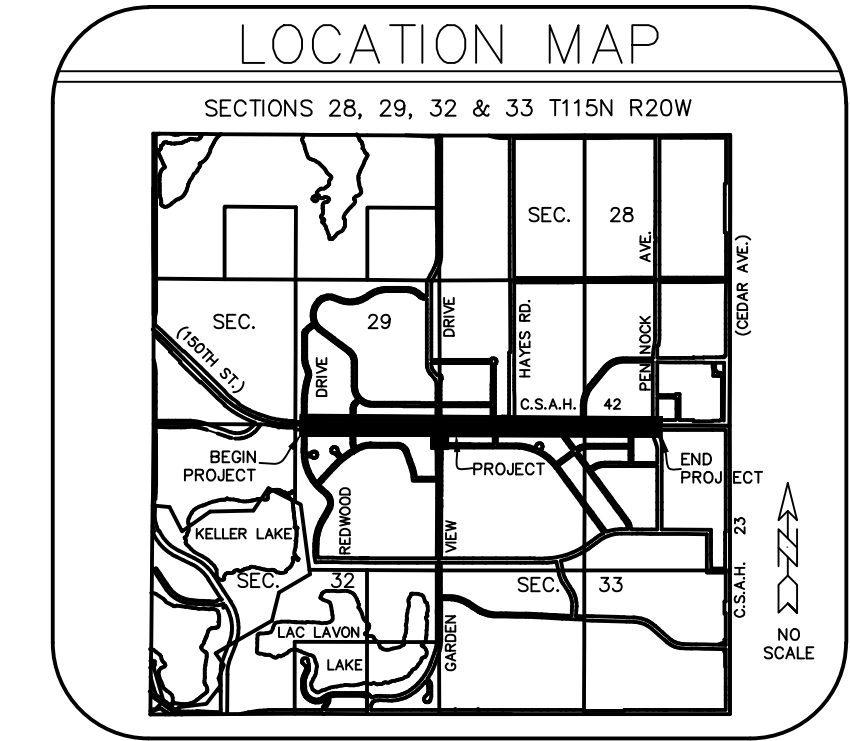 LOCATION MAP
SECTIONS 28, 29, 32 & 33 T115N R20W
SEC. 28
AVE.
(CEDAR AVE.)
SEC. 29
DRIVE
HAYES RD.
PENNOCK
(150TH ST.)
DRIVE
C.S.A.H. 42
BEGIN
PROJECT
PROJECT
END
PROJECT
REDWOOD
VIEW
23
KELLER LAKE
SEC. 32
SEC. 33
C.S.A.H.
LAC LAVON
LAKE
GARDEN
NO
SCALE
N